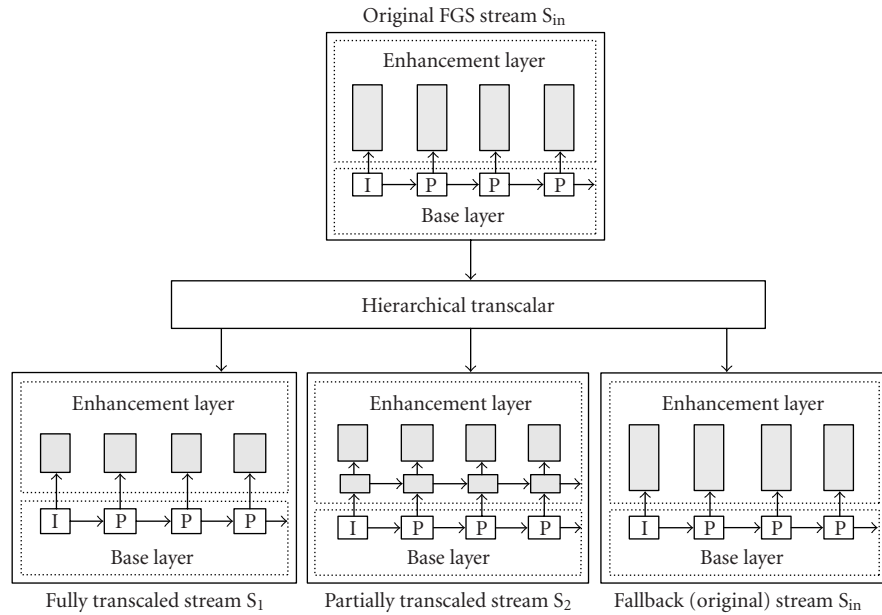 Original FGS stream S_in
Enhancement layer
I P P P
Base layer
Hierarchical transcalar
Enhancement layer
I P P P
Base layer
Fully transcaled stream S_1
Enhancement layer
I P P P
Base layer
Partially transcaled stream S_2
Enhancement layer
I P P P
Base layer
Fallback (original) stream S_in